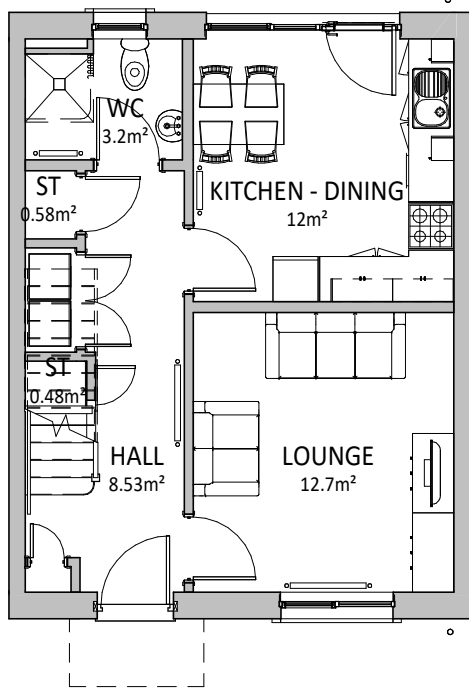 WC
3.2m²
ST
0.58m²
KITCHEN - DINING
12m²
ST
0.48m²
HALL
8.53m²
LOUNGE
12.7m²